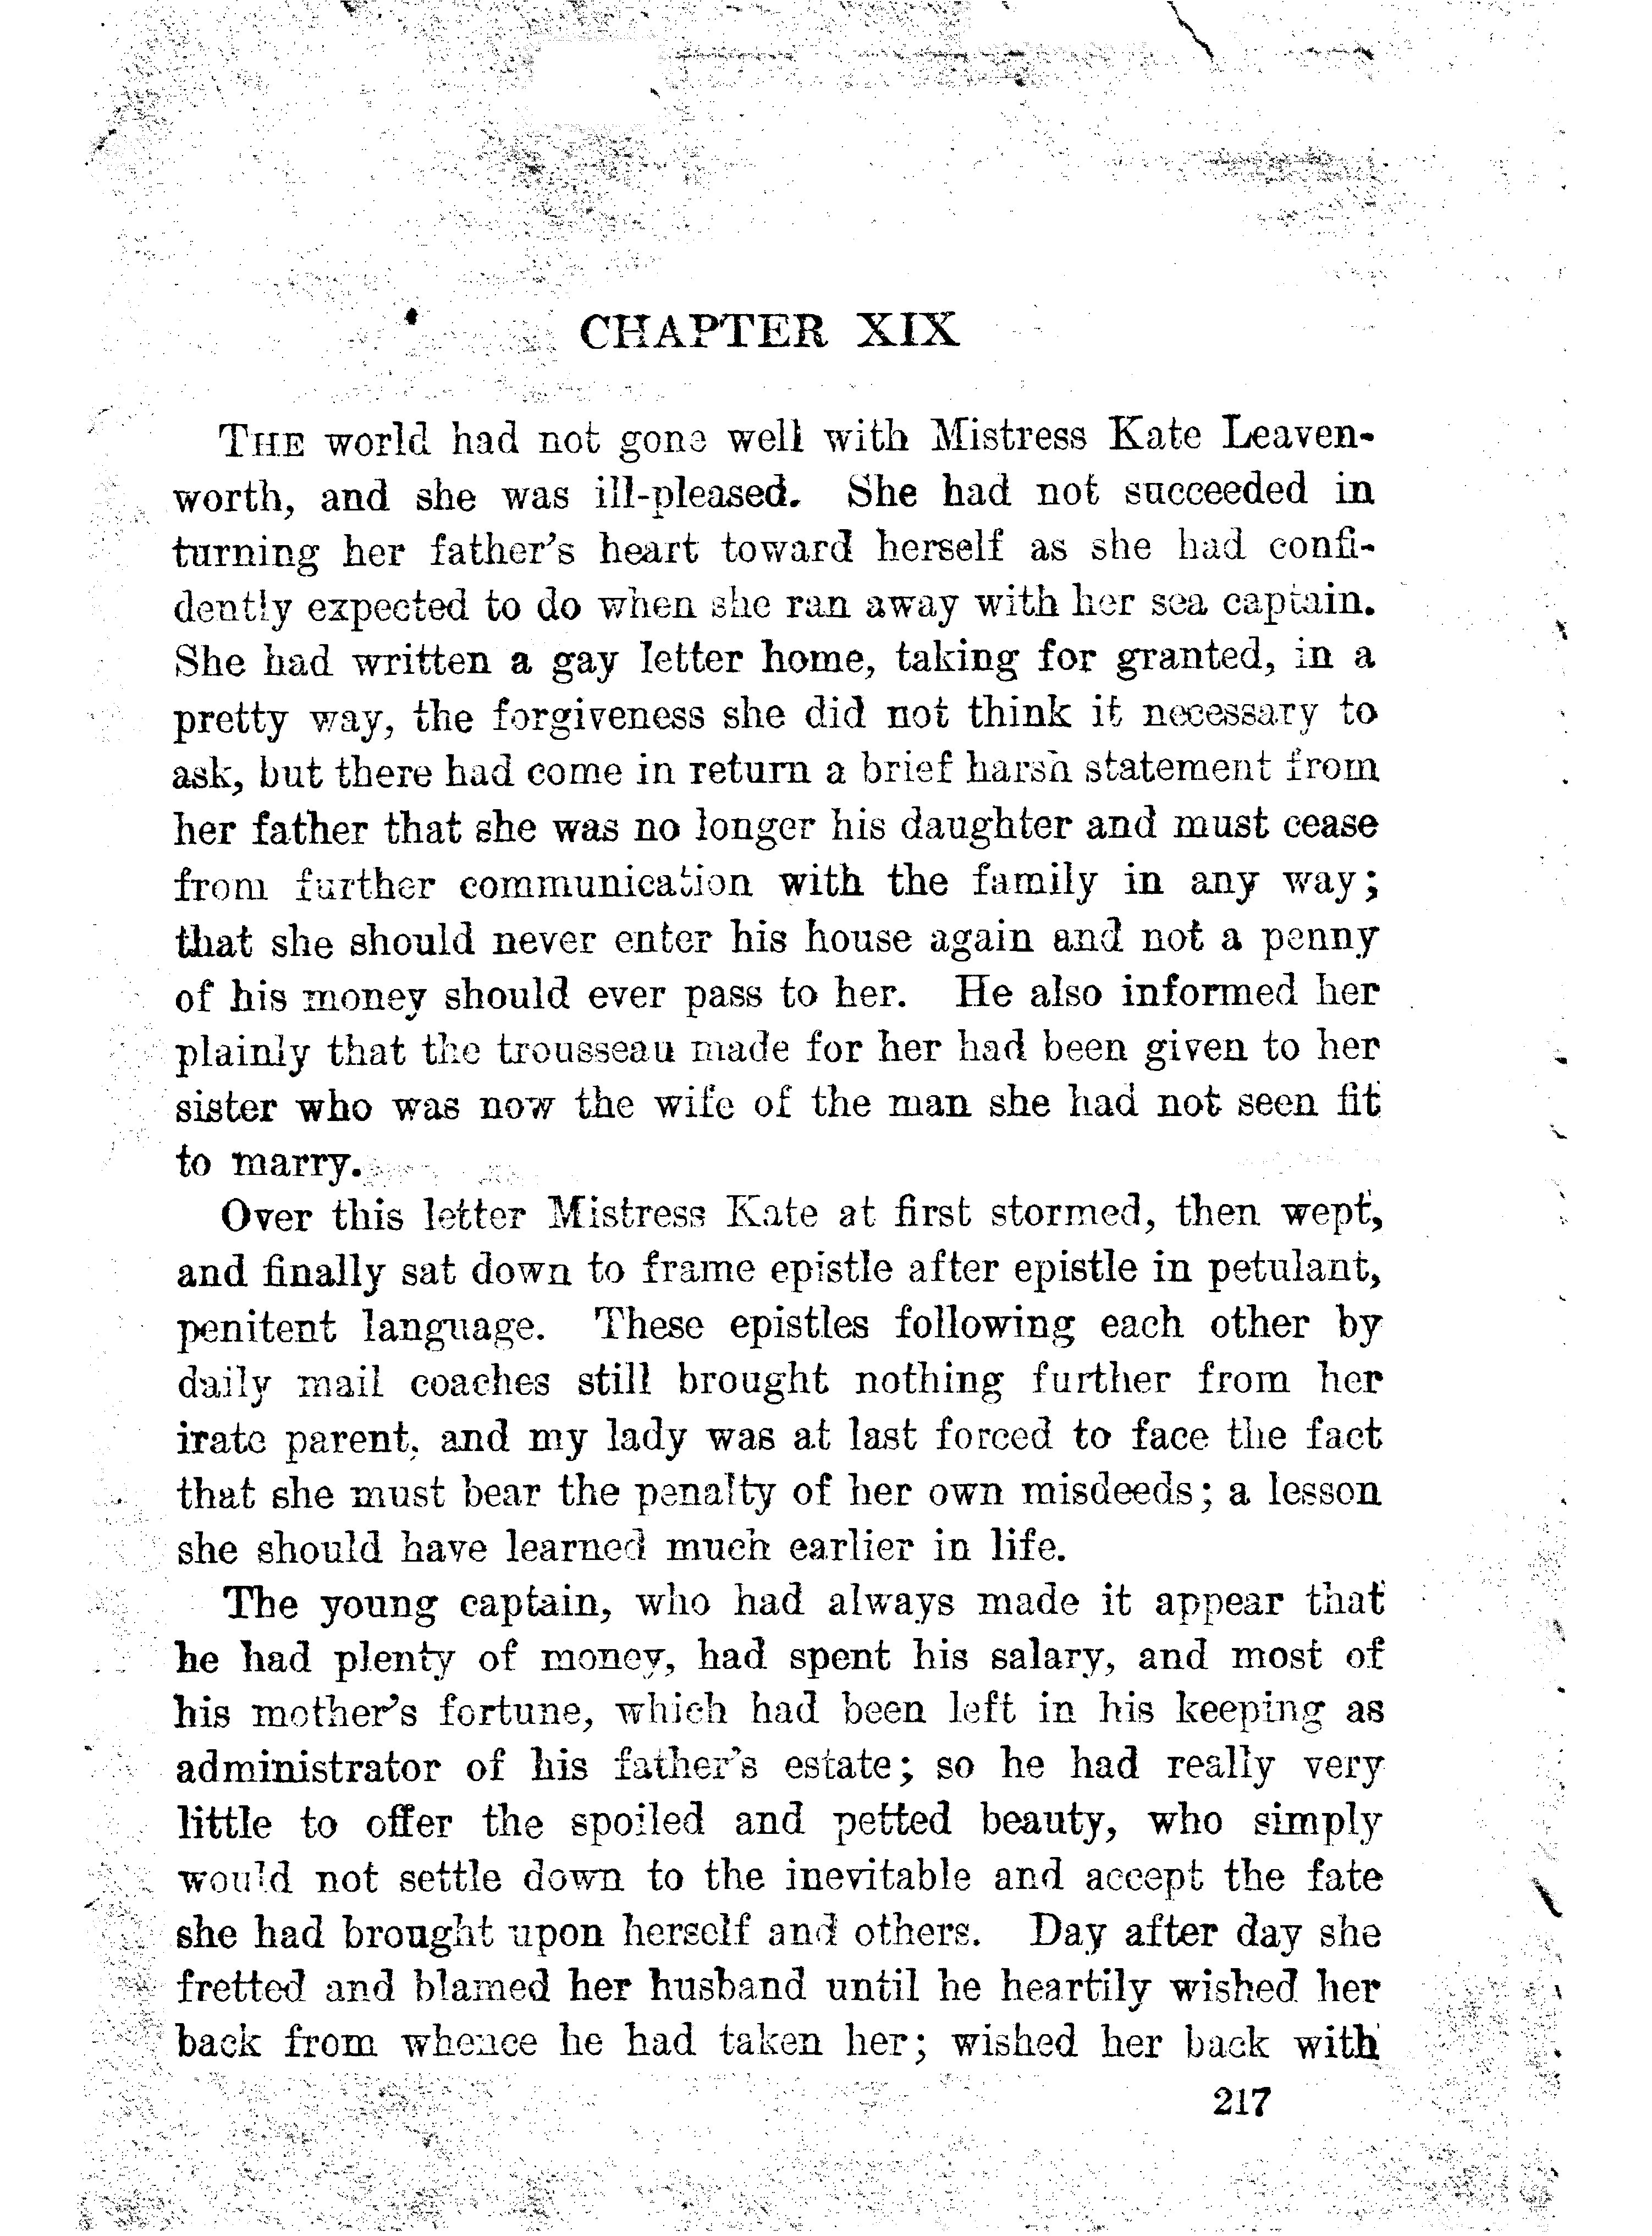 CHAPTER XIX
THE world had not gone well with Mistress Kate Leaven-
worth, and she was ill-pleased. She had not succeeded in
turning her father's heart toward herself as she had confi-
dently expected to do when she ran away with her sea captain.
She had written a gay letter home, taking for granted, in a
pretty way, the forgiveness she did not think it necessary to
ask, but there had come in return a brief harsh statement from
her father that she was no longer his daughter and must cease
from further communication with the family in any way;
that she should never enter his house again and not a penny
of his money should ever pass to her. He also informed her
plainly that the trousseau made for her had been given to her
sister who was now the wife of the man she had not seen fit
to marry.
Over this letter Mistress Kate at first stormed, then wept,
and finally sat down to frame epistle after epistle in petulant,
penitent language. These epistles following each other by
daily mail coaches still brought nothing further from her
irate parent, and my lady was at last forced to face the fact
that she must bear the penalty of her own misdeeds; a lesson
she should have learned much earlier in life.
The young captain, who had always made it appear that
he had plenty of money, had spent his salary, and most of
his mother's fortune, which had been left in his keeping as
administrator of his father's estate; so he had really very
little to offer the spoiled and petted beauty, who simply
would not settle down to the inevitable and accept the fate
she had brought upon herself and others. Day after day she
fretted and blamed her husband until he heartily wished her
back from whence he had taken her; wished her back with
217